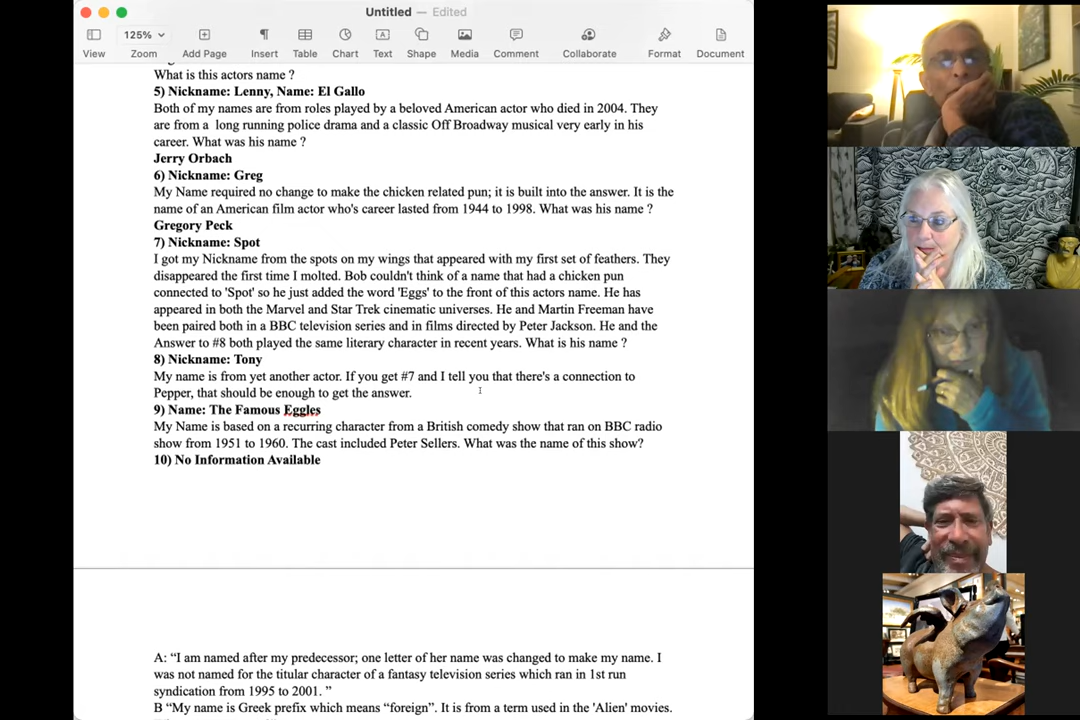 Untitled — Edited
125%
View
Zoom
Add Page
Insert
Table
Chart
Text
Shape
Media
Comment
Collaborate
Format
Document
What is this actors name ?
5) Nickname: Lenny, Name: El Gallo
Both of my names are from roles played by a beloved American actor who died in 2004. They
are from a long running police drama and a classic Off Broadway musical very early in his
career. What was his name ?
Jerry Orbach
6) Nickname: Greg
My Name required no change to make the chicken related pun; it is built into the answer. It is the
name of an American film actor who's career lasted from 1944 to 1998. What was his name ?
Gregory Peck
7) Nickname: Spot
I got my Nickname from the spots on my wings that appeared with my first set of feathers. They
disappeared the first time I molted. Bob couldn't think of a name that had a chicken pun
connected to 'Spot' so he just added the word 'Eggs' to the front of this actors name. He has
appeared in both the Marvel and Star Trek cinematic universes. He and Martin Freeman have
been paired both in a BBC television series and in films directed by Peter Jackson. He and the
Answer to #8 both played the same literary character in recent years. What is his name ?
8) Nickname: Tony
My name is from yet another actor. If you get #7 and I tell you that there's a connection to
Pepper, that should be enough to get the answer.
9) Name: The Famous Eggles
My Name is based on a recurring character from a British comedy show that ran on BBC radio
show from 1951 to 1960. The cast included Peter Sellers. What was the name of this show?
10) No Information Available
A: “I am named after my predecessor; one letter of her name was changed to make my name. I
was not named for the titular character of a fantasy television series which ran in 1st run
syndication from 1995 to 2001. ”
B “My name is Greek prefix which means “foreign”. It is from a term used in the 'Alien' movies.